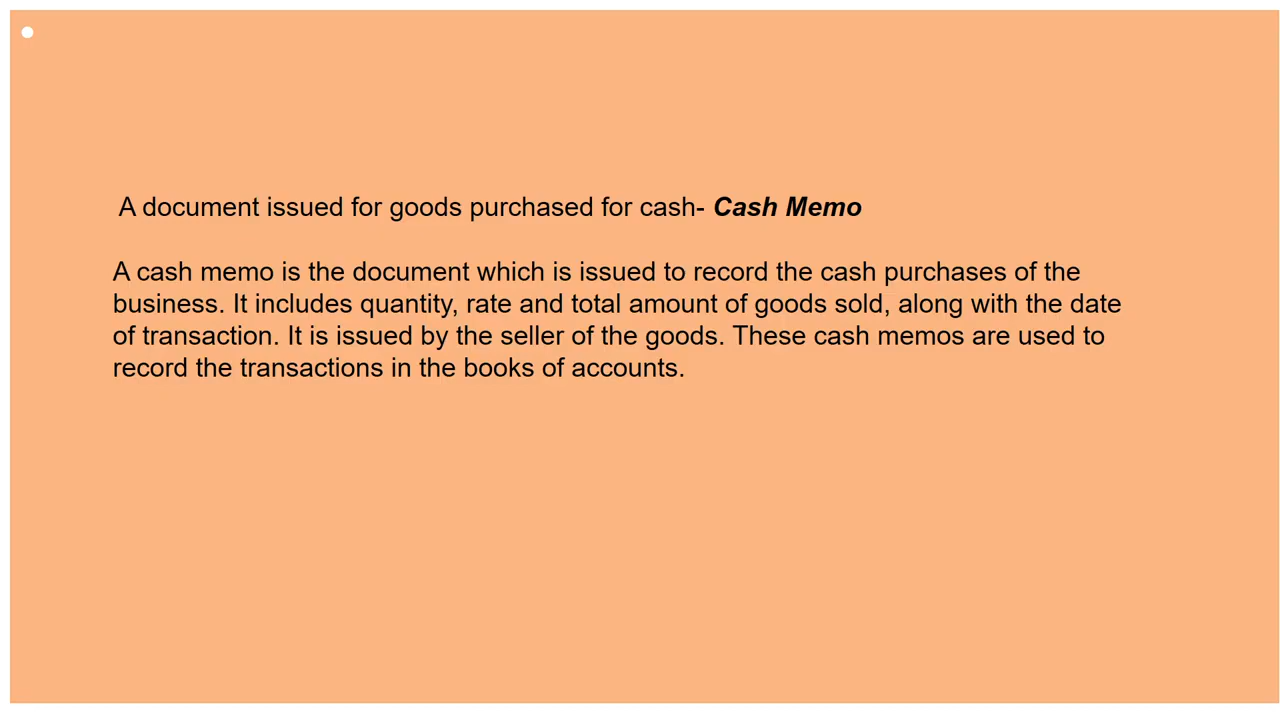 A document issued for goods purchased for cash- Cash Memo
A cash memo is the document which is issued to record the cash purchases of the
business. It includes quantity, rate and total amount of goods sold, along with the date
of transaction. It is issued by the seller of the goods. These cash memos are used to
record the transactions in the books of accounts.